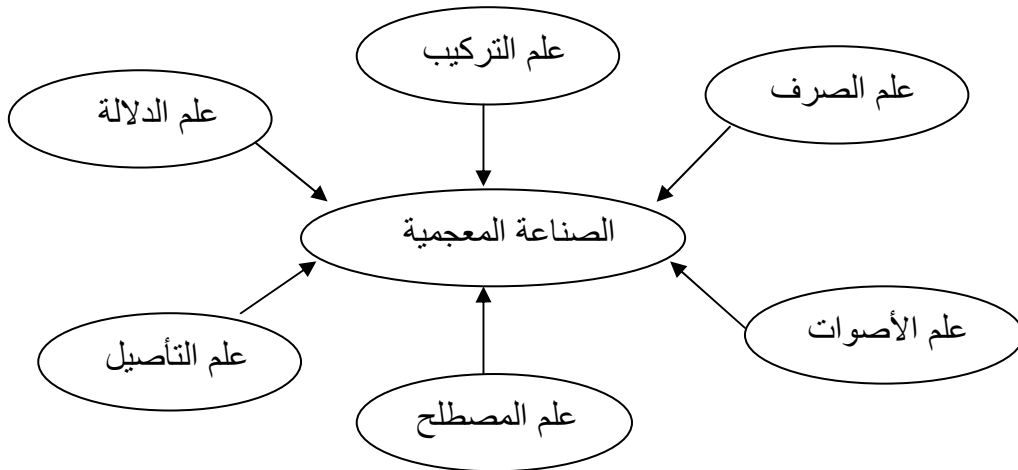 علم التركيب
علم الصرف
علم الدلالة
الصناعة المعجمية
علم الأصوات
علم التأصيل
علم المصطلح